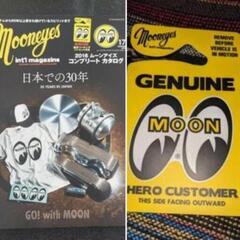 Mooneyes
int'l magazine
2016 ムーンアイズ
コンプリート カタログ
17
日本での30年
30 YEARS IN JAPAN
GO! with MOON
REMOVE
BEFORE
VEHICLE IS
IN MOTION
GENUINE
MOON
HERO CUSTOMER
THIS SIDE FACING OUTWARD